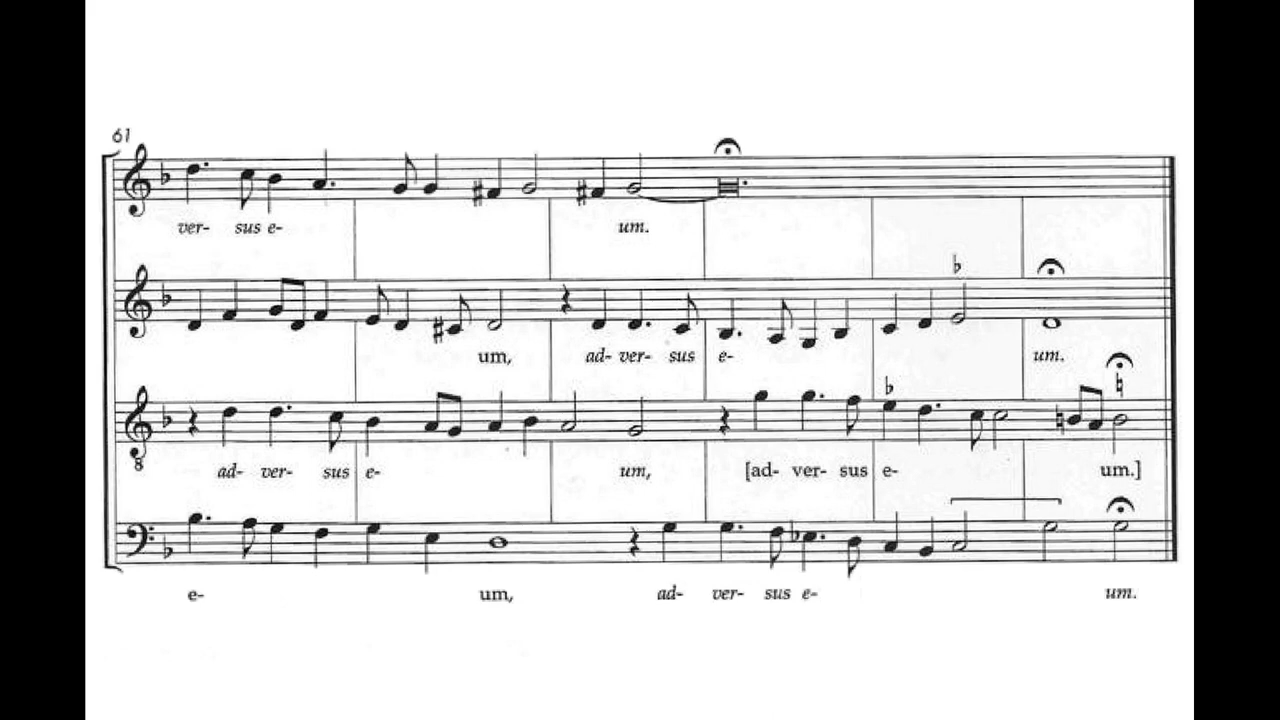 61
ver- sus e- um.
um, ad- ver- sus e- um.
8
ad- ver- sus e- um, [ad- ver- sus e- um.]
e- um, ad- ver- sus e- um.